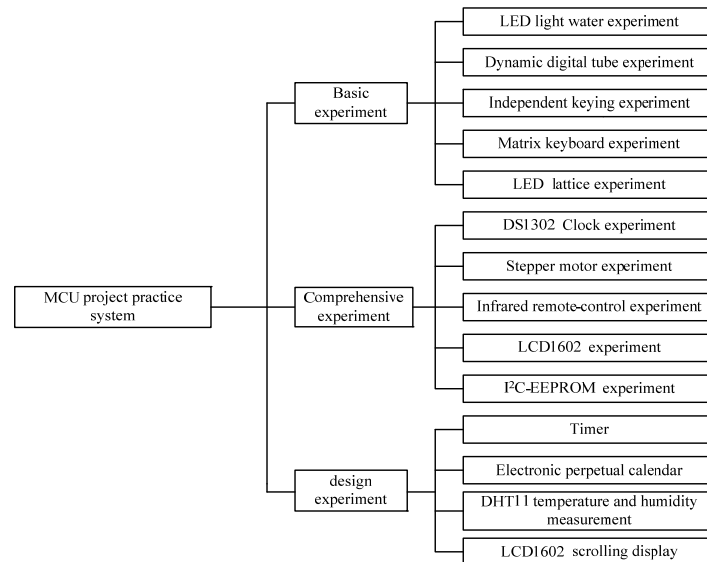 MCU project practice
system
Basic
experiment
LED light water experiment
Dynamic digital tube experiment
Independent keying experiment
Matrix keyboard experiment
LED lattice experiment
Comprehensive
experiment
DS1302 Clock experiment
Stepper motor experiment
Infrared remote-control experiment
LCD1602 experiment
I²C-EEPROM experiment
design
experiment
Timer
Electronic perpetual calendar
DHT11 temperature and humidity
measurement
LCD1602 scrolling display